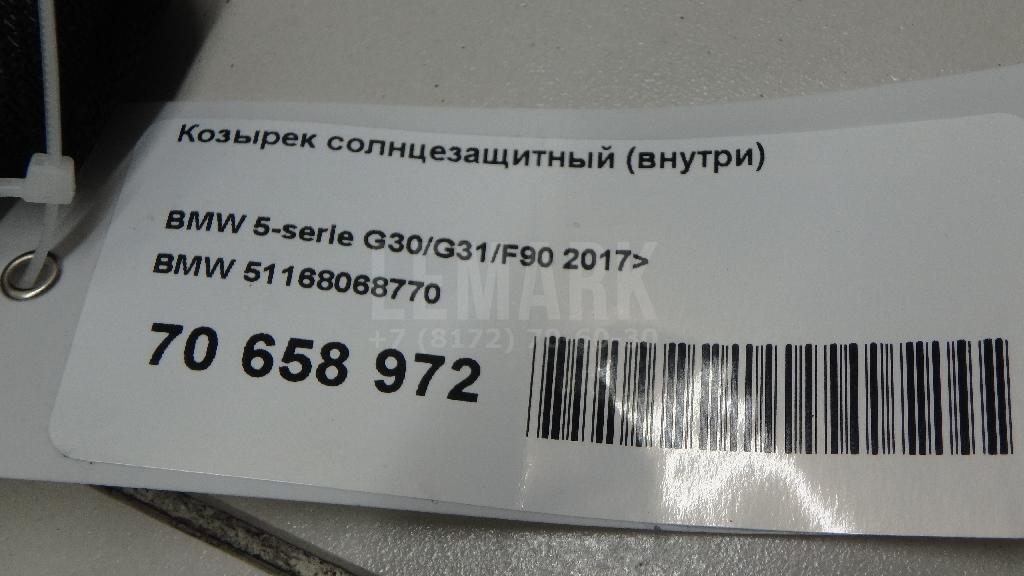 Козырек солнцезащитный (внутри)
BMW 5-serie G30/G31/F90 2017>
BMW 51168068770
LEMARK
+7 (8172) 79-60-30
70 658 972